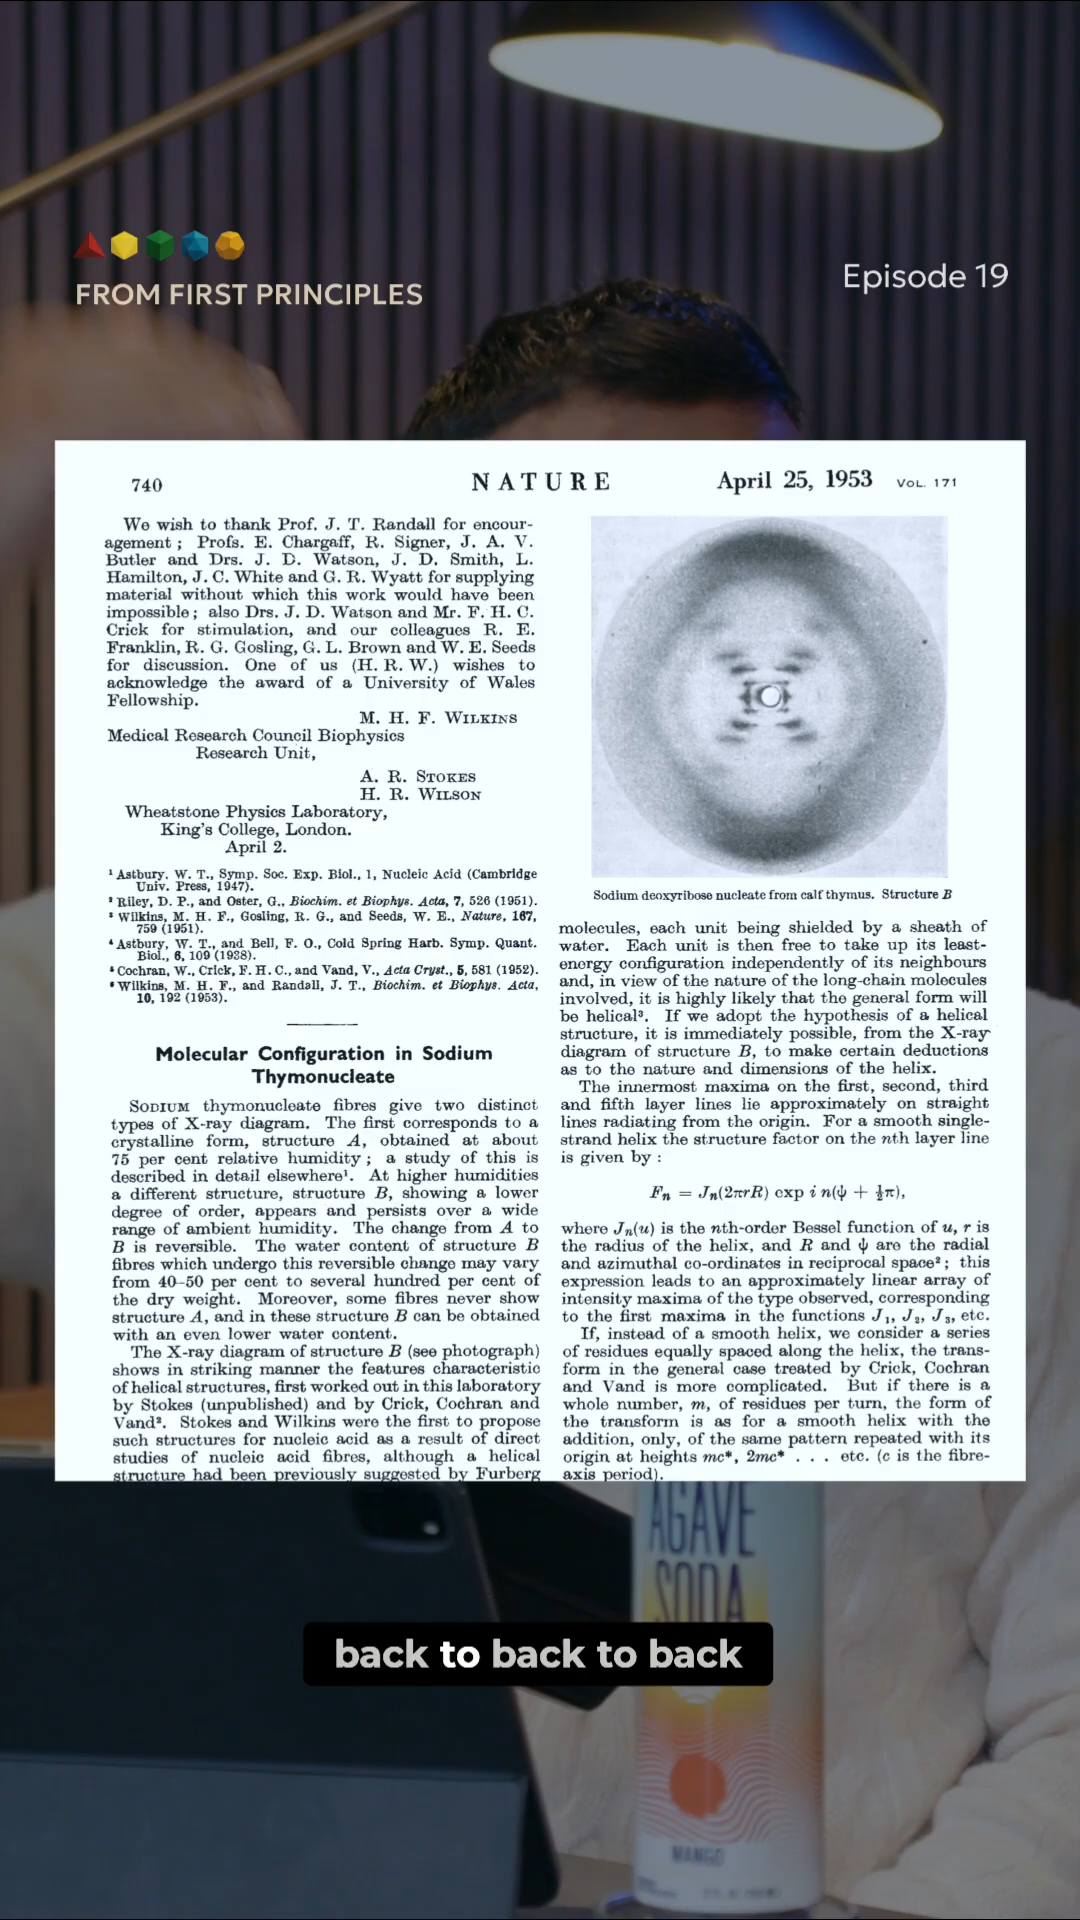 FROM FIRST PRINCIPLES
Episode 19
740
NATURE
April 25, 1953 VOL. 171
We wish to thank Prof. J. T. Randall for encour-
agement ; Profs. E. Chargaff, R. Signer, J. A. V.
Butler and Drs. J. D. Watson, J. D. Smith, L.
Hamilton, J. C. White and G. R. Wyatt for supplying
material without which this work would have been
impossible ; also Drs. J. D. Watson and Mr. F. H. C.
Crick for stimulation, and our colleagues R. E.
Franklin, R. G. Gosling, G. L. Brown and W. E. Seeds
for discussion. One of us (H. R. W.) wishes to
acknowledge the award of a University of Wales
Fellowship.
M. H. F. WILKINS
Medical Research Council Biophysics
Research Unit,
A. R. STOKES
H. R. WILSON
Wheatstone Physics Laboratory,
King's College, London.
April 2.
¹ Astbury, W. T., Symp. Soc. Exp. Biol., 1, Nucleic Acid (Cambridge
Univ. Press, 1947).
² Riley, D. P., and Oster, G., Biochim. et Biophys. Acta, 7, 526 (1951).
³ Wilkins, M. H. F., Gosling, R. G., and Seeds, W. E., Nature, 167,
759 (1951).
⁴ Astbury, W. T., and Bell, F. O., Cold Spring Harb. Symp. Quant.
Biol., 6, 109 (1938).
⁵ Cochran, W., Crick, F. H. C., and Vand, V., Acta Cryst., 5, 581 (1952).
⁶ Wilkins, M. H. F., and Randall, J. T., Biochim. et Biophys. Acta,
10, 192 (1953).
Molecular Configuration in Sodium
Thymonucleate
SODIUM thymonucleate fibres give two distinct
types of X-ray diagram. The first corresponds to a
crystalline form, structure A, obtained at about
75 per cent relative humidity ; a study of this is
described in detail elsewhere¹. At higher humidities
a different structure, structure B, showing a lower
degree of order, appears and persists over a wide
range of ambient humidity. The change from A to
B is reversible. The water content of structure B
fibres which undergo this reversible change may vary
from 40–50 per cent to several hundred per cent of
the dry weight. Moreover, some fibres never show
structure A, and in these structure B can be obtained
with an even lower water content.
The X-ray diagram of structure B (see photograph)
shows in striking manner the features characteristic
of helical structures, first worked out in this laboratory
by Stokes (unpublished) and by Crick, Cochran and
Vand². Stokes and Wilkins were the first to propose
such structures for nucleic acid as a result of direct
studies of nucleic acid fibres, although a helical
structure had been previously suggested by Furberg
Sodium deoxyribose nucleate from calf thymus. Structure B
molecules, each unit being shielded by a sheath of
water. Each unit is then free to take up its least-
energy configuration independently of its neighbours
and, in view of the nature of the long-chain molecules
involved, it is highly likely that the general form will
be helical³. If we adopt the hypothesis of a helical
structure, it is immediately possible, from the X-ray
diagram of structure B, to make certain deductions
as to the nature and dimensions of the helix.
The innermost maxima on the first, second, third
and fifth layer lines lie approximately on straight
lines radiating from the origin. For a smooth single-
strand helix the structure factor on the nth layer line
is given by :
Fₙ = Jₙ(2πrR) exp i n(ψ + ½π),
where Jₙ(u) is the nth-order Bessel function of u, r is
the radius of the helix, and R and ψ are the radial
and azimuthal co-ordinates in reciprocal space² ; this
expression leads to an approximately linear array of
intensity maxima of the type observed, corresponding
to the first maxima in the functions J₁, J₂, J₃, etc.
If, instead of a smooth helix, we consider a series
of residues equally spaced along the helix, the trans-
form in the general case treated by Crick, Cochran
and Vand is more complicated. But if there is a
whole number, m, of residues per turn, the form of
the transform is as for a smooth helix with the
addition, only, of the same pattern repeated with its
origin at heights mc*, 2mc* . . . etc. (c is the fibre-
axis period).
AGAVE
SODA
back to back to back
MANGO